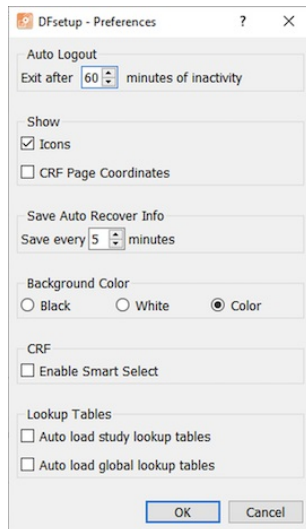 DFsetup - Preferences ? X
Auto Logout
Exit after 60 minutes of inactivity
Show
Icons
CRF Page Coordinates
Save Auto Recover Info
Save every 5 minutes
Background Color
Black White Color
CRF
Enable Smart Select
Lookup Tables
Auto load study lookup tables
Auto load global lookup tables
OK Cancel